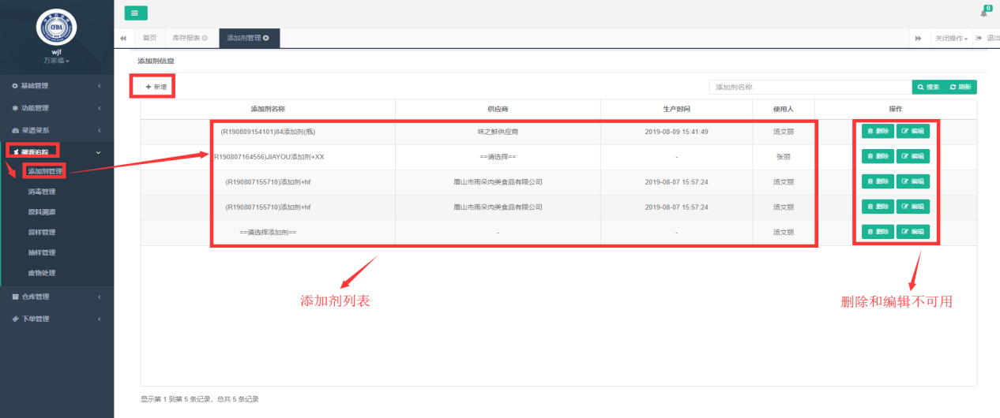 CFDA
wjf
万家福
基础管理
功能管理
菜谱菜系
溯源追踪
添加剂管理
消毒管理
原料溯源
留样管理
抽样管理
废物处理
仓库管理
下单管理
0
首页 库存报表 添加剂管理 关闭操作 退出
添加剂信息
+ 新增 添加剂名称 搜索 刷新
添加剂名称 供应商 生产时间 使用人 操作
(R190809154101)84添加剂(瓶) 味之鲜供应商 2019-08-09 15:41:49 汤文丽 删除 编辑
R190807164556)JIAYOU添加剂+XX ==请选择== - 张丽 删除 编辑
(R190807155710)添加剂+hf 眉山市雨朵肉类食品有限公司 2019-08-07 15:57:24 汤文丽 删除 编辑
(R190807155710)添加剂+hf 眉山市雨朵肉类食品有限公司 2019-08-07 15:57:24 汤文丽 删除 编辑
==请选择添加剂== - - 汤文丽 删除 编辑
添加剂列表
删除和编辑不可用
显示第 1 到第 5 条记录，总共 5 条记录